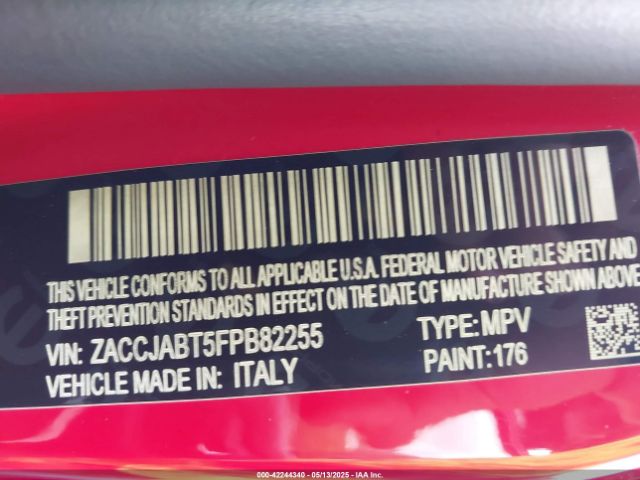 THIS VEHICLE CONFORMS TO ALL APPLICABLE U.S.A. FEDERAL MOTOR VEHICLE SAFETY AND
THEFT PREVENTION STANDARDS IN EFFECT ON THE DATE OF MANUFACTURE SHOWN ABOVE
VIN: ZACCJABT5FPB82255 TYPE: MPV
VEHICLE MADE IN: ITALY PAINT: 176
000-42244340 - 05/13/2025 - IAA Inc.